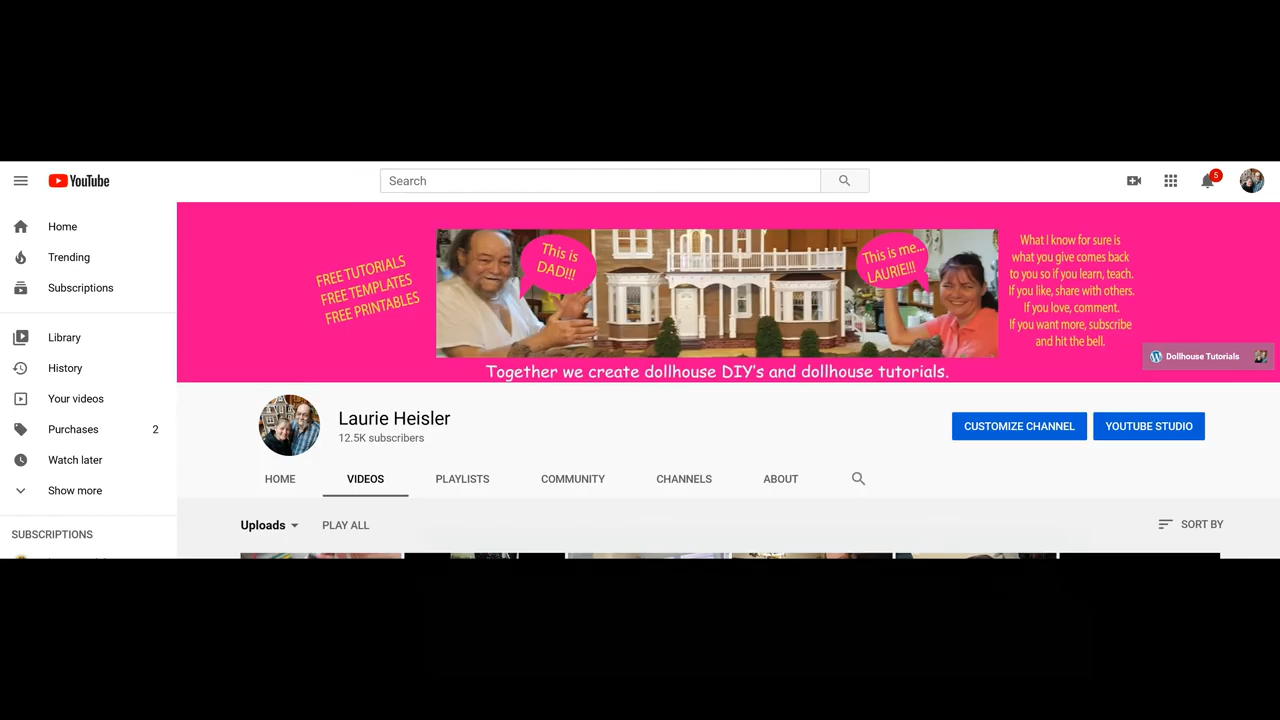 YouTube
Search
5
Home
Trending
Subscriptions
Library
History
Your videos
Purchases 2
Watch later
Show more
SUBSCRIPTIONS
FREE TUTORIALS
FREE TEMPLATES
FREE PRINTABLES
This is
DAD!!!
This is me...
LAURIE!!!
What I know for sure is
what you give comes back
to you so if you learn, teach.
If you like, share with others.
If you love, comment.
If you want more, subscribe
and hit the bell.
Dollhouse Tutorials
Together we create dollhouse DIY's and dollhouse tutorials.
Laurie Heisler
12.5K subscribers
CUSTOMIZE CHANNEL YOUTUBE STUDIO
HOME VIDEOS PLAYLISTS COMMUNITY CHANNELS ABOUT
Uploads PLAY ALL SORT BY